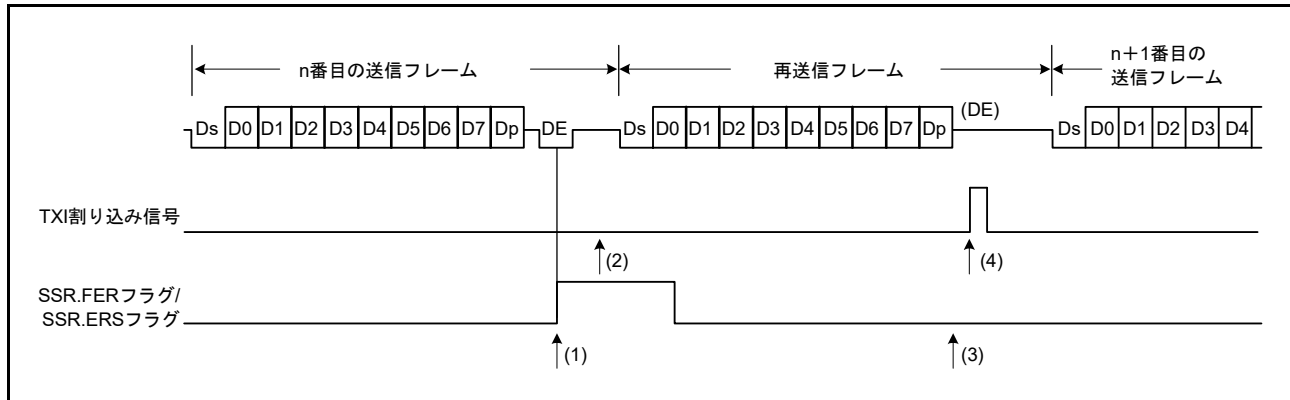 n番目の送信フレーム
再送信フレーム
n＋1番目の
送信フレーム
Ds D0 D1 D2 D3 D4 D5 D6 D7 Dp DE Ds D0 D1 D2 D3 D4 D5 D6 D7 Dp (DE) Ds D0 D1 D2 D3 D4
TXI割り込み信号
(2) (4)
SSR.FERフラグ/
SSR.ERSフラグ
(1) (3)